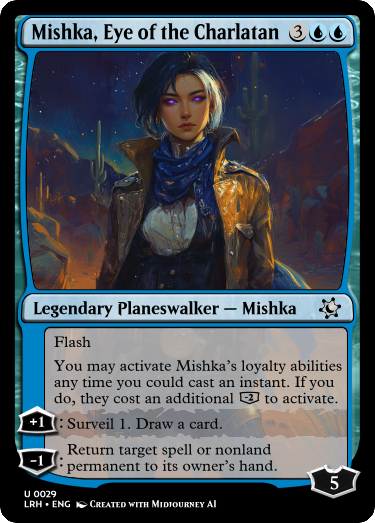 Mishka, Eye of the Charlatan 3
Legendary Planeswalker — Mishka
Flash
You may activate Mishka's loyalty abilities
any time you could cast an instant. If you
do, they cost an additional -2 to activate.
+1: Surveil 1. Draw a card.
-1: Return target spell or nonland
permanent to its owner's hand.
5
U 0029
LRH • ENG Created with Midjourney AI